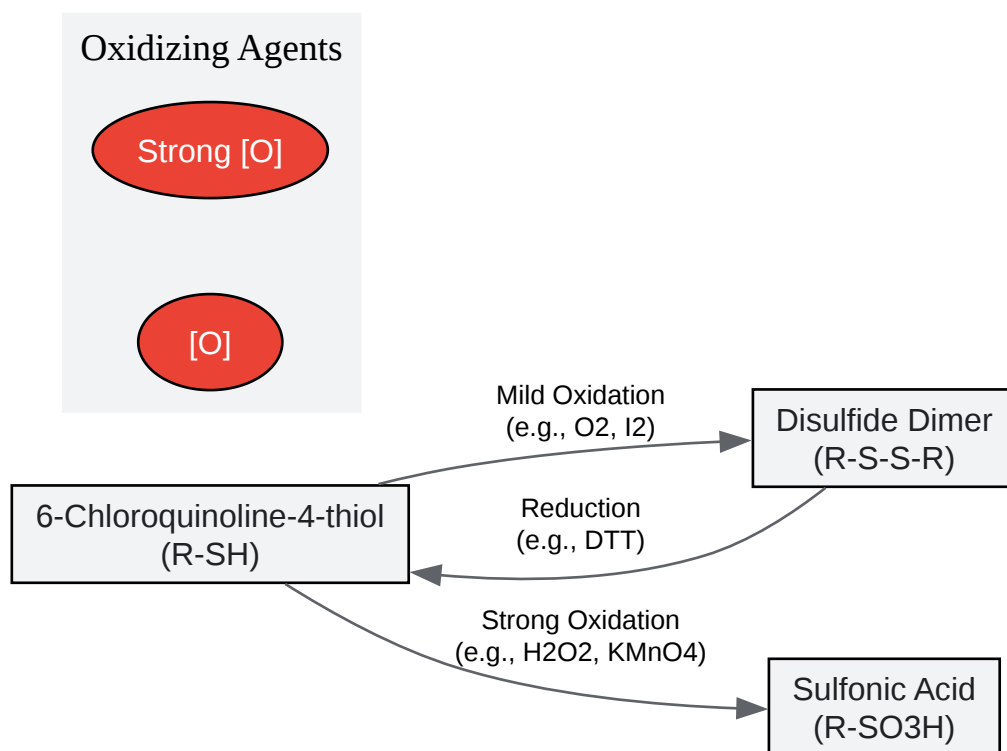 Oxidizing Agents
Strong [O]
[O]
Mild Oxidation
(e.g., O2, I2)
Disulfide Dimer
(R-S-S-R)
6-Chloroquinoline-4-thiol
(R-SH)
Reduction
(e.g., DTT)
Strong Oxidation
(e.g., H2O2, KMnO4)
Sulfonic Acid
(R-SO3H)